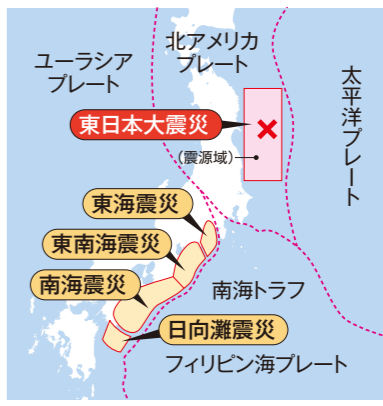 北アメリカ
プレート
ユーラシア
プレート
太平洋プレート
東日本大震災
(震源域)
東海震災
東南海震災
南海震災
南海トラフ
日向灘震災
フィリピン海プレート